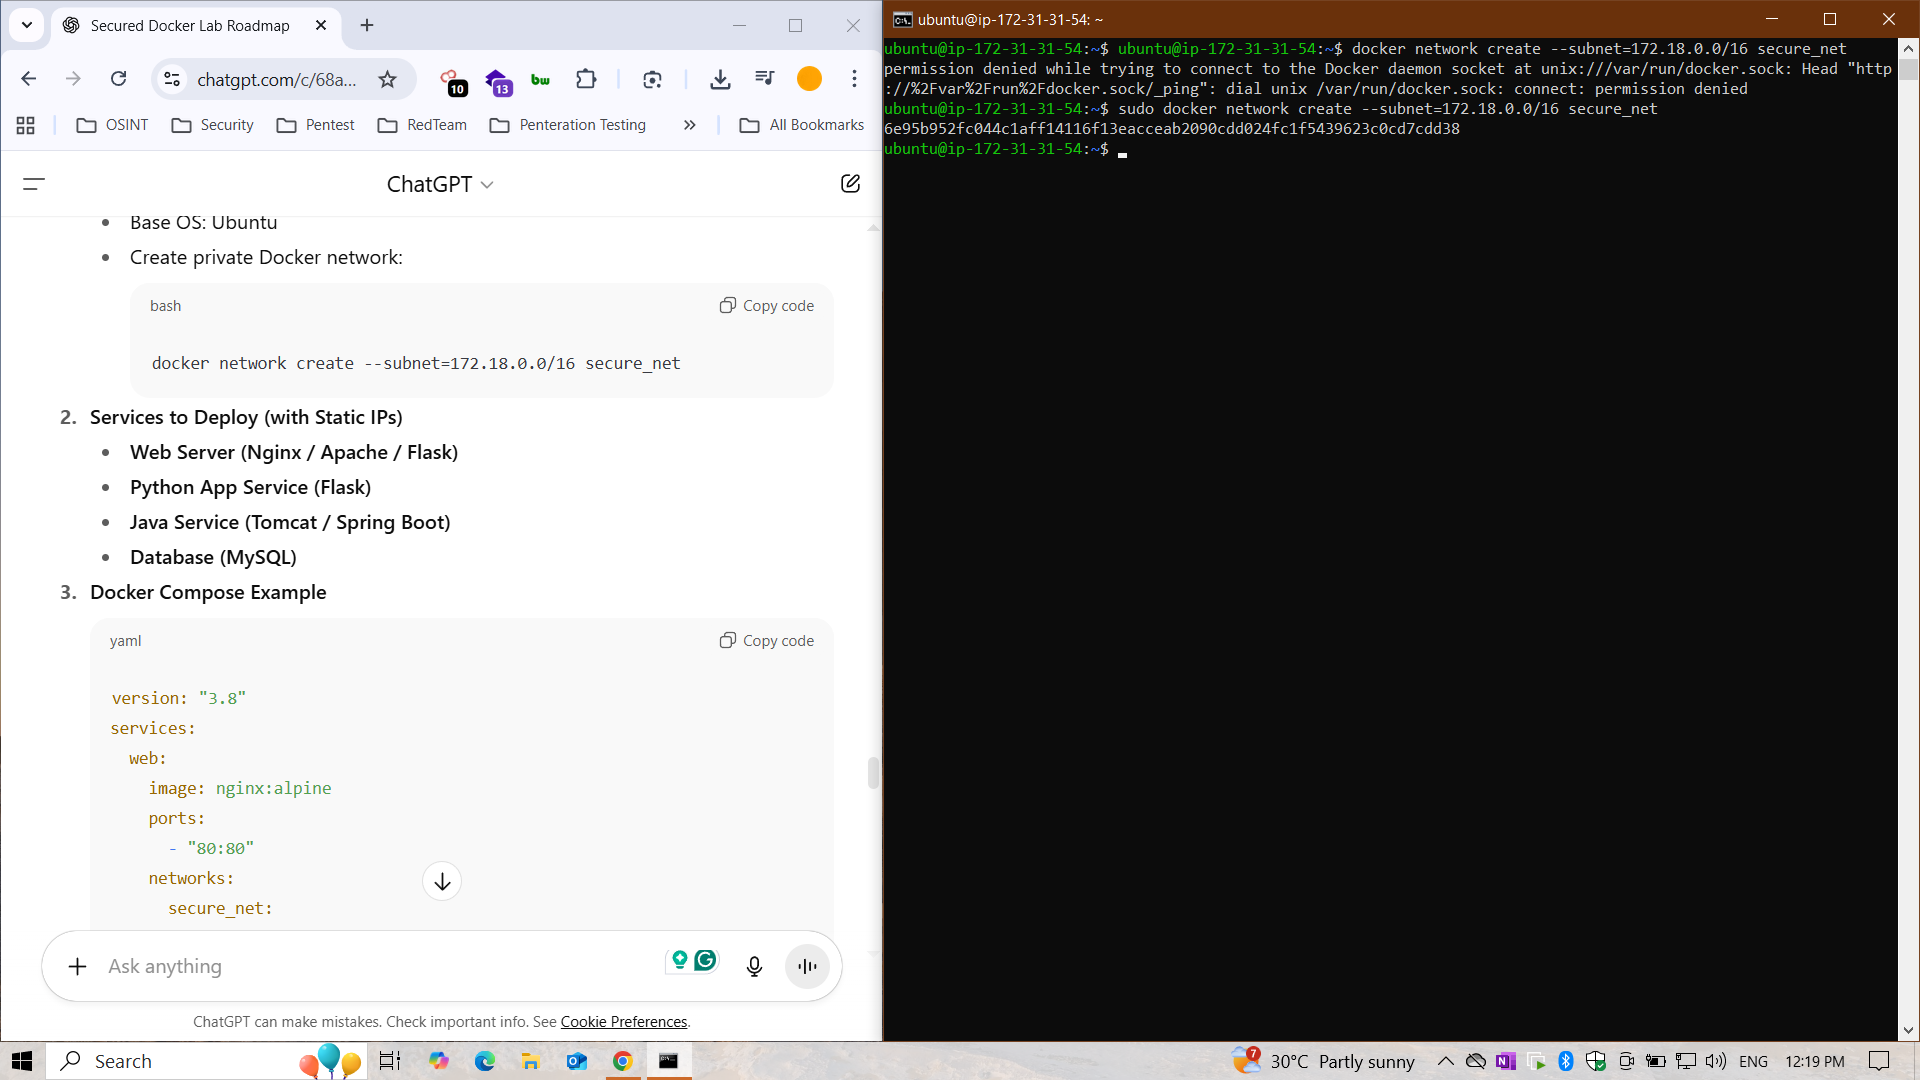 Secured Docker Lab Roadmap
chatgpt.com/c/68a...
10
13
bw
OSINT
Security
Pentest
RedTeam
Penteration Testing
All Bookmarks
ChatGPT
Base OS: Ubuntu
Create private Docker network:
bash
Copy code
docker network create --subnet=172.18.0.0/16 secure_net
2. Services to Deploy (with Static IPs)
Web Server (Nginx / Apache / Flask)
Python App Service (Flask)
Java Service (Tomcat / Spring Boot)
Database (MySQL)
3. Docker Compose Example
yaml
Copy code
version: "3.8"
services:
web:
image: nginx:alpine
ports:
- "80:80"
networks:
secure_net:
Ask anything
ChatGPT can make mistakes. Check important info. See Cookie Preferences.
ubuntu@ip-172-31-31-54: ~
ubuntu@ip-172-31-31-54:~$ ubuntu@ip-172-31-31-54:~$ docker network create --subnet=172.18.0.0/16 secure_net
permission denied while trying to connect to the Docker daemon socket at unix:///var/run/docker.sock: Head "http
://%2Fvar%2Frun%2Fdocker.sock/_ping": dial unix /var/run/docker.sock: connect: permission denied
ubuntu@ip-172-31-31-54:~$ sudo docker network create --subnet=172.18.0.0/16 secure_net
6e95b952fc044c1aff14116f13eacceab2090cdd024fc1f5439623c0cd7cdd38
ubuntu@ip-172-31-31-54:~$
Search
7
30°C Partly sunny
ENG
12:19 PM